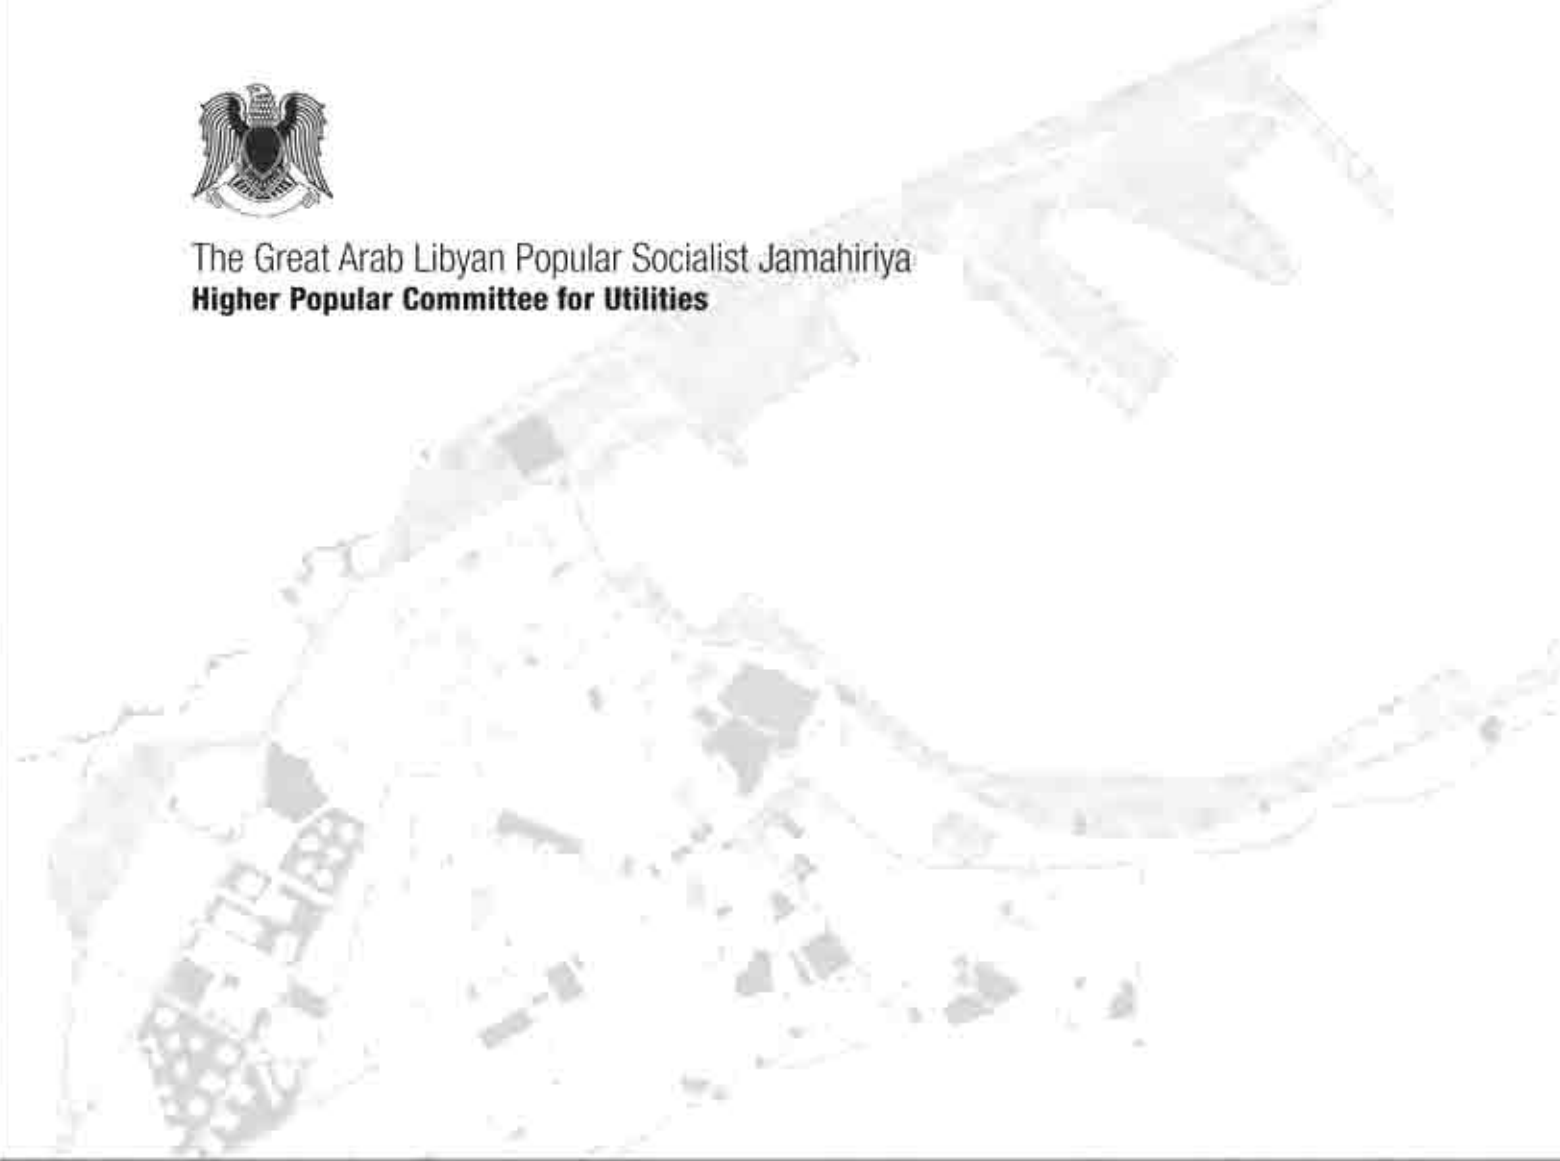 The Great Arab Libyan Popular Socialist Jamahiriya
Higher Popular Committee for Utilities